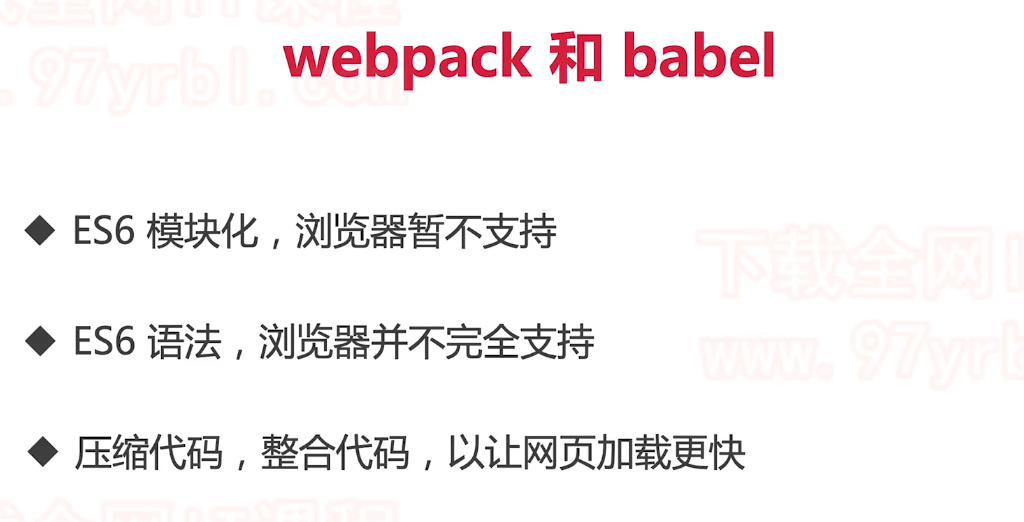 webpack 和 babel
www.97yrbl.com
◆ ES6 模块化，浏览器暂不支持
下载全网
◆ ES6 语法，浏览器并不完全支持
www.97yrb
◆ 压缩代码，整合代码，以让网页加载更快